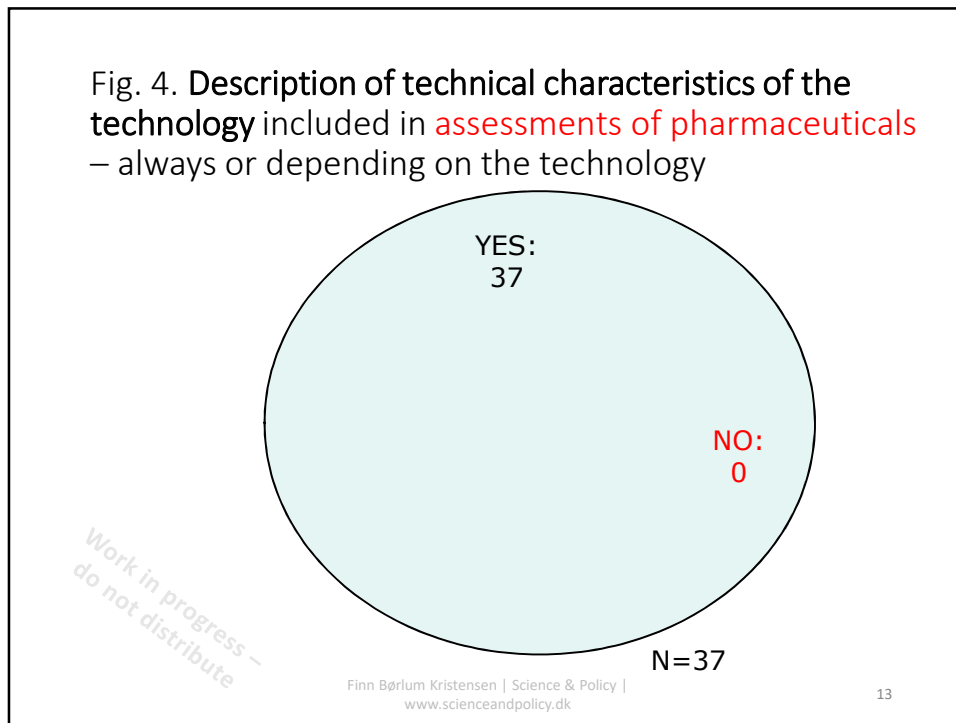 Fig. 4. Description of technical characteristics of the
technology included in assessments of pharmaceuticals
– always or depending on the technology
YES:
37
NO:
0
Work in progress –
do not distribute
N=37
Finn Børlum Kristensen | Science & Policy |
www.scienceandpolicy.dk
13